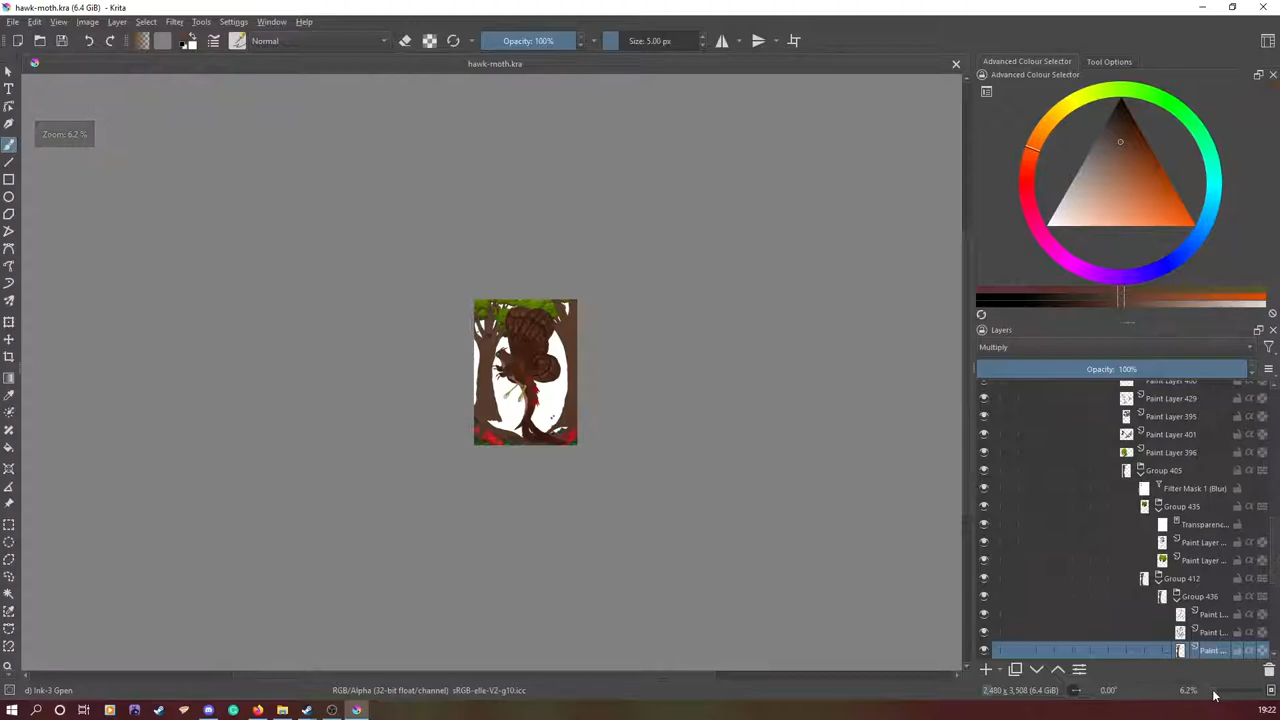 hawk-moth.kra (6.4 GiB) - Krita
File Edit View Image Layer Select Filter Tools Settings Window Help
Normal Opacity: 100% Size: 5.00 px
hawk-moth.kra
Zoom: 6.2 %
Advanced Colour Selector Tool Options
Advanced Colour Selector
Layers
Multiply
Opacity: 100%
Paint Layer 429
Paint Layer 395
Paint Layer 401
Paint Layer 396
Group 405
Filter Mask 1 (Blur)
Group 435
Transparenc...
Paint Layer ...
Paint Layer ...
Group 412
Group 436
Paint L...
Paint L...
Paint ...
d) Ink-3 Gpen RGB/Alpha (32-bit float/channel) sRGB-elle-V2-g10.icc 2,480 x 3,508 (6.4 GiB) 0.00° 6.2%
19:22